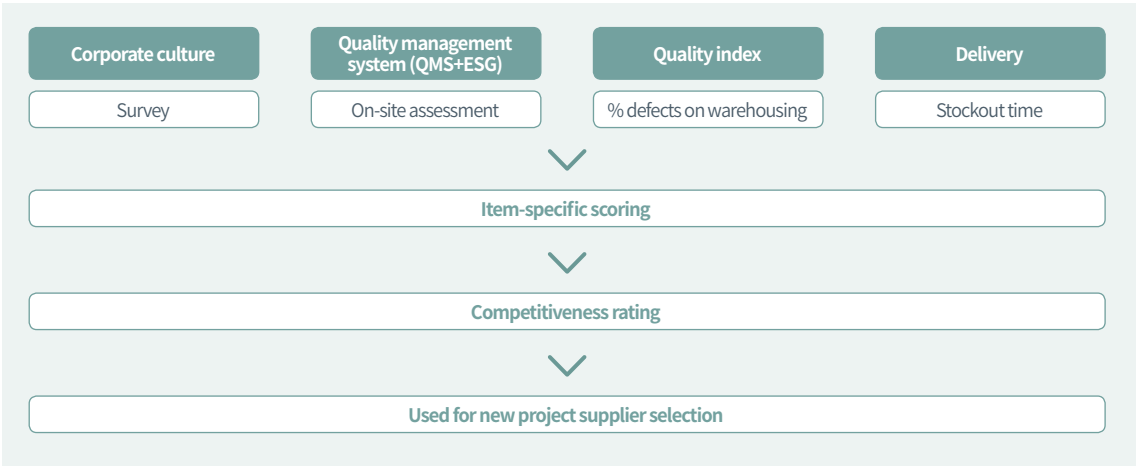 Corporate culture
Quality management
system (QMS+ESG)
Quality index
Delivery
Survey
On-site assessment
% defects on warehousing
Stockout time
Item-specific scoring
Competitiveness rating
Used for new project supplier selection